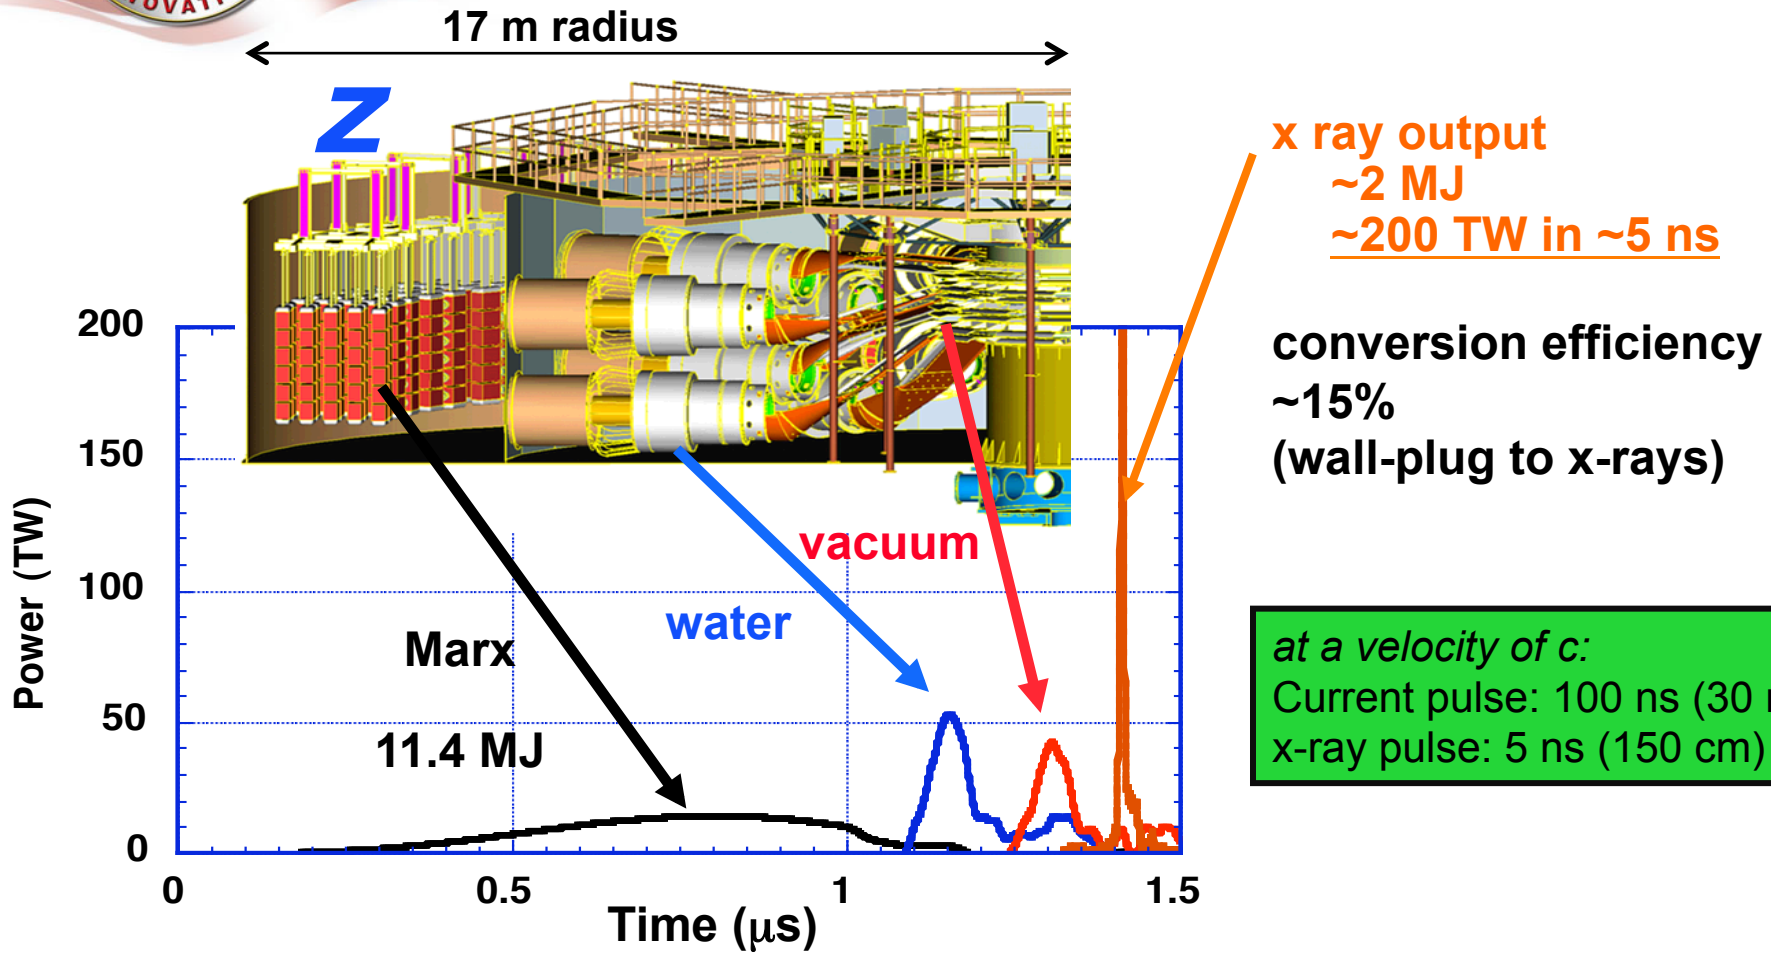 OVATI
17 m radius
Z
x ray output
~2 MJ
~200 TW in ~5 ns
conversion efficiency
~15%
(wall-plug to x-rays)
200
150
100
50
0
Power (TW)
vacuum
water
Marx
11.4 MJ
at a velocity of c:
Current pulse: 100 ns (30
x-ray pulse: 5 ns (150 cm)
0
0.5
1
1.5
Time (μs)